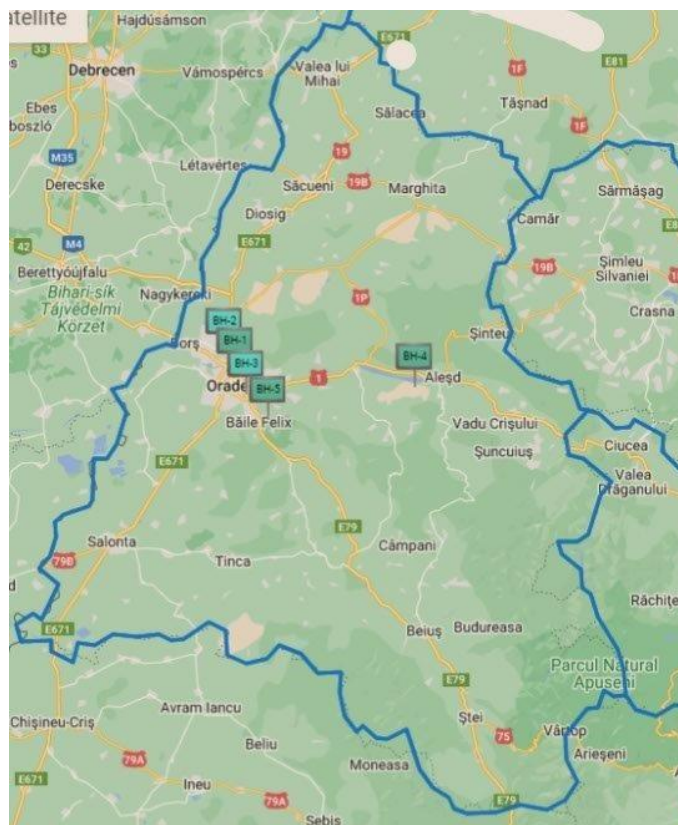 atellite
Hajdúsámson
E671
33
Debrecen
Vámospércs
Valea lui
Mihai
1F
E81
Ebes
boszló
Sălacea
Tășnad
1F
M35
Létavértes
19
Derecske
Săcueni
19B
Marghita
Sărmășag
Diosig
Camăr
42
M4
E671
Berettyóújfalu
19B
Șimleu
Silvaniei
Bihari-sík
Tájvédelmi
Körzet
Nagykereki
1P
Crasna
BH-2
BH-1
Borș
Șinteu
BH-3
BH-4
Orade
BH-5
1
Aleșd
Băile Felix
Vadu Crișului
Șuncuiuș
Ciucea
E671
Valea
Drăganului
E79
Salonta
Câmpani
79B
Tinca
Răchițe
E671
Beiuș
Budureasa
Parcul Natural
Apuseni
E79
Avram Iancu
Chișineu-Criș
Ștei
75
Vârtop
Beliu
Arieșeni
79A
Moneasa
E671
Ineu
79A
E79
Sebiș